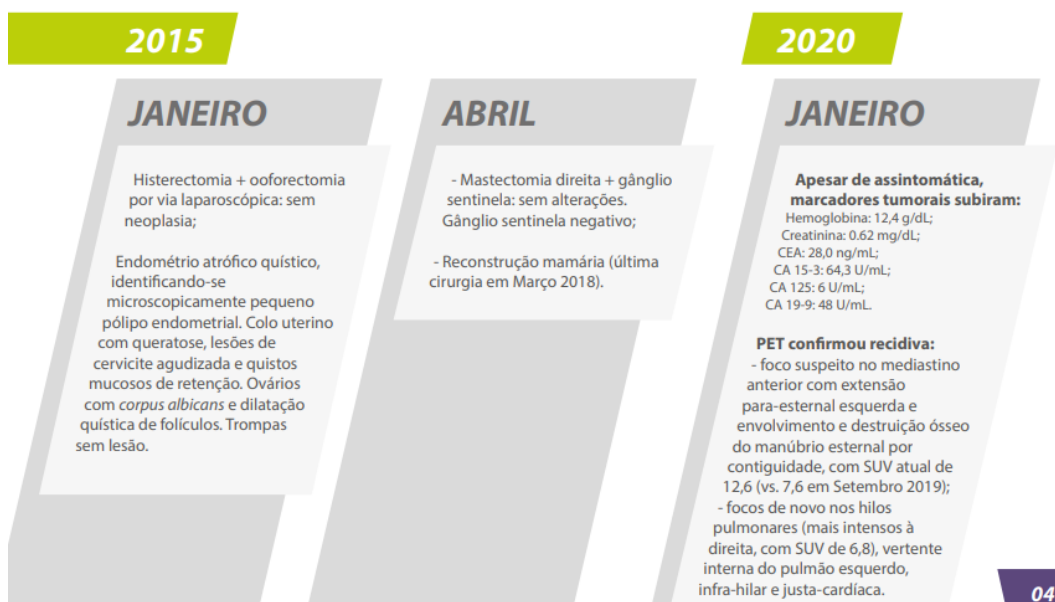 2015
JANEIRO
Histerectomia + ooforectomia
por via laparoscópica: sem
neoplasia;
Endométrio atrófico quístico,
identificando-se
microscopicamente pequeno
pólipo endometrial. Colo uterino
com queratose, lesões de
cervicite agudizada e quistos
mucosos de retenção. Ovários
com corpus albicans e dilatação
quística de folículos. Trompas
sem lesão.
ABRIL
- Mastectomia direita + gânglio
sentinela: sem alterações.
Gânglio sentinela negativo;
- Reconstrução mamária (última
cirurgia em Março 2018).
2020
JANEIRO
Apesar de assintomática,
marcadores tumorais subiram:
Hemoglobina: 12,4 g/dL;
Creatinina: 0.62 mg/dL;
CEA: 28,0 ng/mL;
CA 15-3: 64,3 U/mL;
CA 125: 6 U/mL;
CA 19-9: 48 U/mL.
PET confirmou recidiva:
- foco suspeito no mediastino
anterior com extensão
para-esternal esquerda e
envolvimento e destruição ósseo
do manúbrio esternal por
contiguidade, com SUV atual de
12,6 (vs. 7,6 em Setembro 2019);
- focos de novo nos hilos
pulmonares (mais intensos à
direita, com SUV de 6,8), vertente
interna do pulmão esquerdo,
infra-hilar e justa-cardíaca.
04